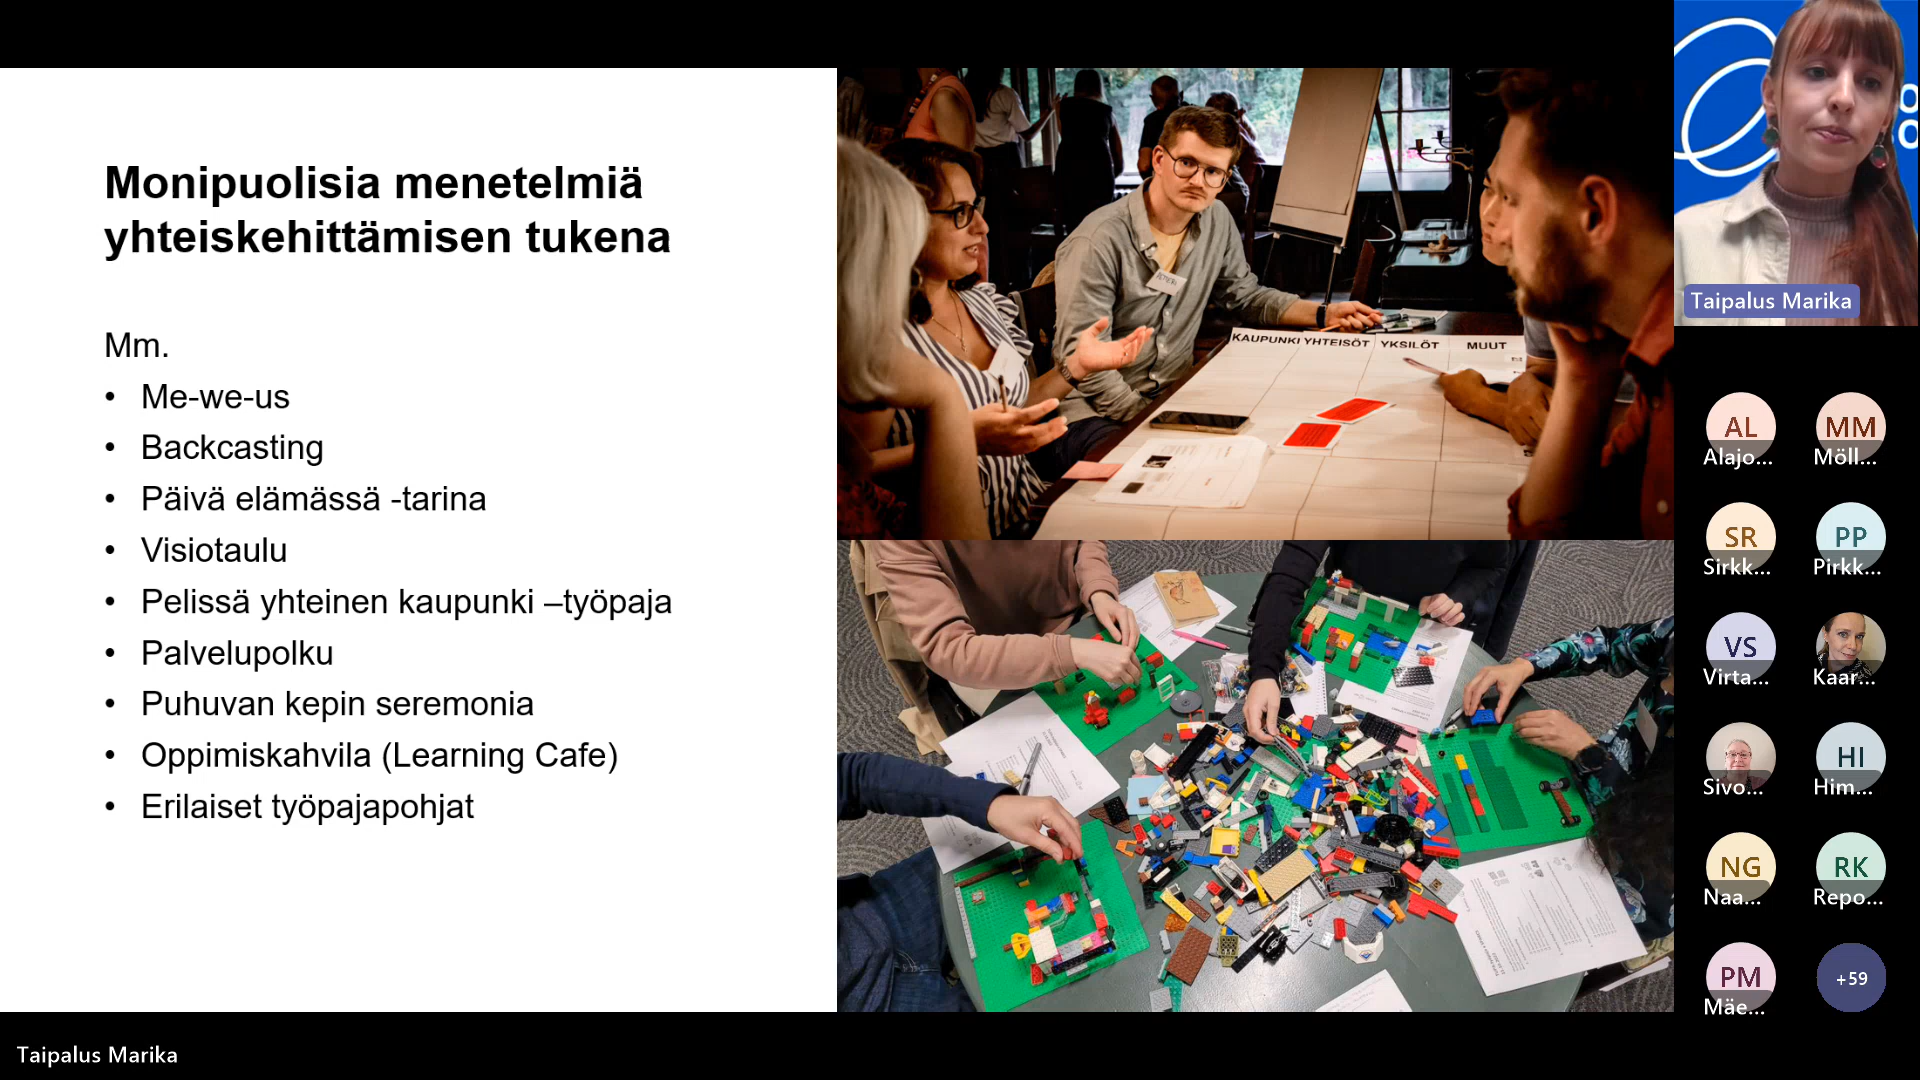 Monipuolisia menetelmiä
yhteiskehittämisen tukena
Mm.
• Me-we-us
• Backcasting
• Päivä elämässä -tarina
• Visiotaulu
• Pelissä yhteinen kaupunki –työpaja
• Palvelupolku
• Puhuvan kepin seremonia
• Oppimiskahvila (Learning Cafe)
• Erilaiset työpajapohjat
KAUPUNKI YHTEISÖT YKSILÖT MUUT
Taipalus Marika
AL MM
Alajo... Möll...
SR PP
Sirkk... Pirkk...
VS
Virta... Kaar...
HI
Sivo... Him...
NG RK
Naa... Repo...
PM +59
Mäe...
Taipalus Marika